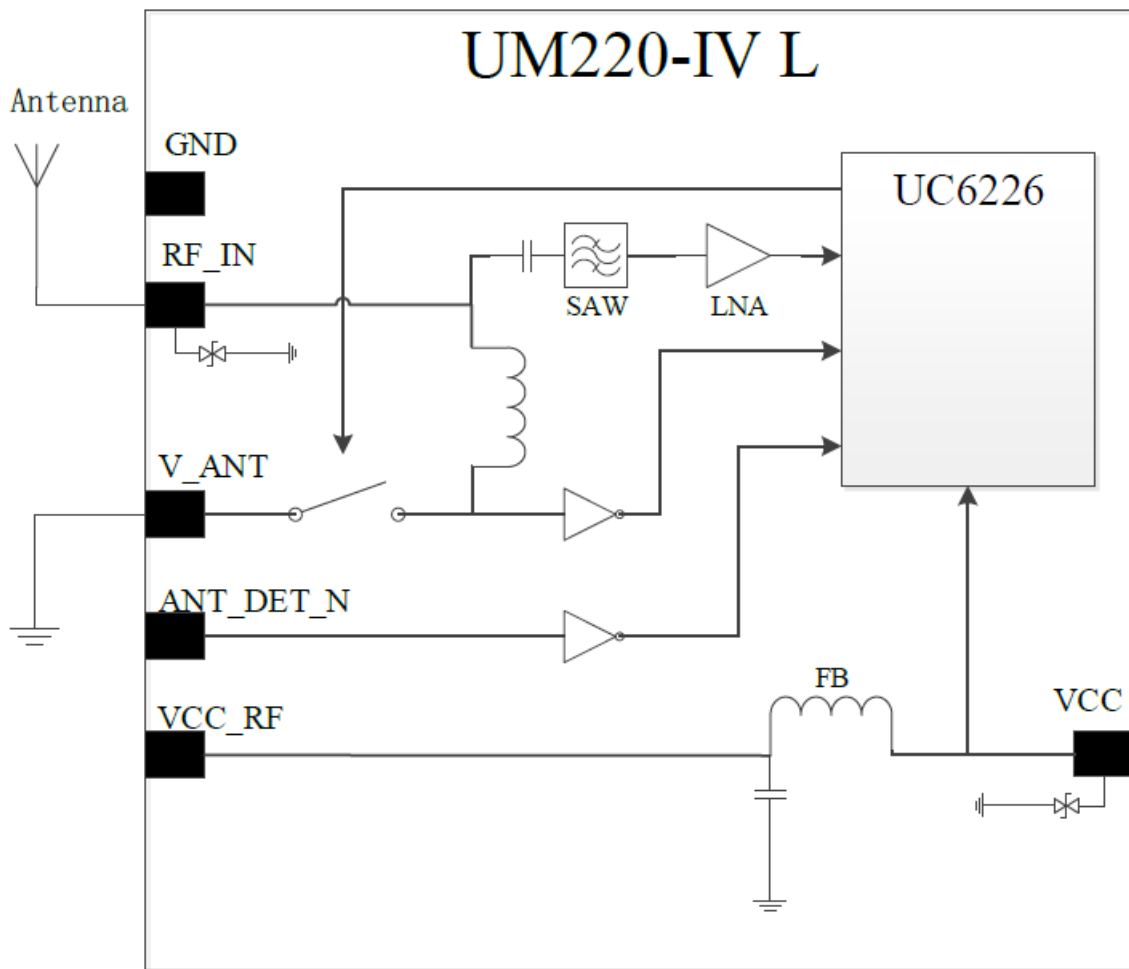 UM220-IV L
Antenna
GND
UC6226
RF_IN
SAW
LNA
V_ANT
ANT_DET_N
FB
VCC_RF
VCC